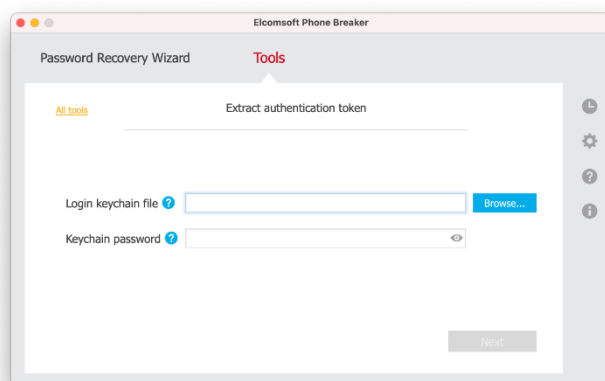 Elcomsoft Phone Breaker
Password Recovery Wizard Tools
All tools Extract authentication token
Login keychain file ? Browse...
Keychain password ?
Next